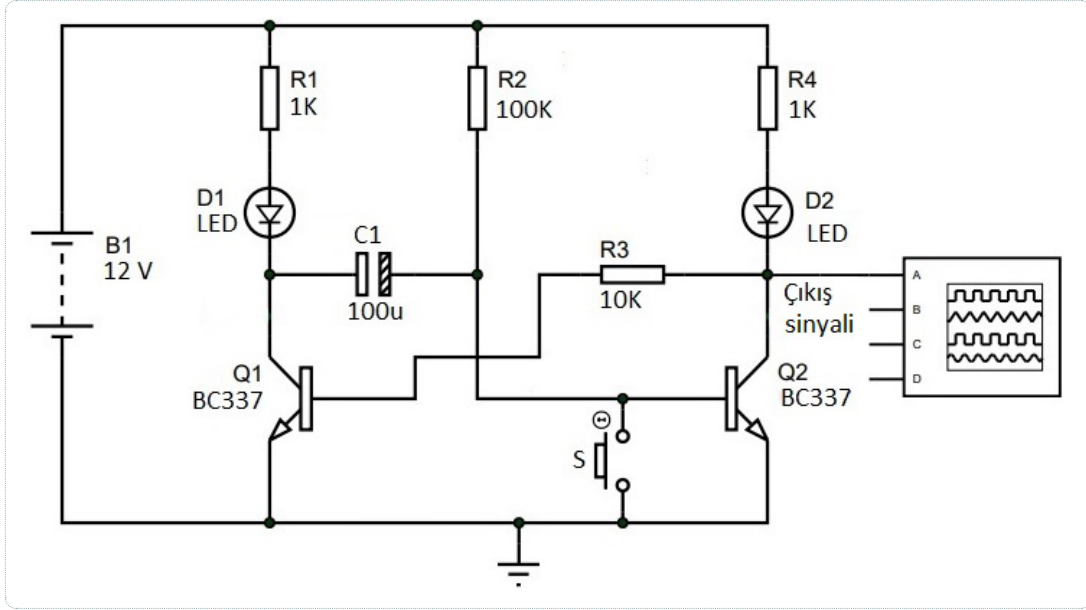 R1
1K
R2
100K
R4
1K
D1
LED
D2
LED
B1
12 V
C1
100u
R3
10K
Çıkış
sinyali
A
B
C
D
Q1
BC337
Q2
BC337
S